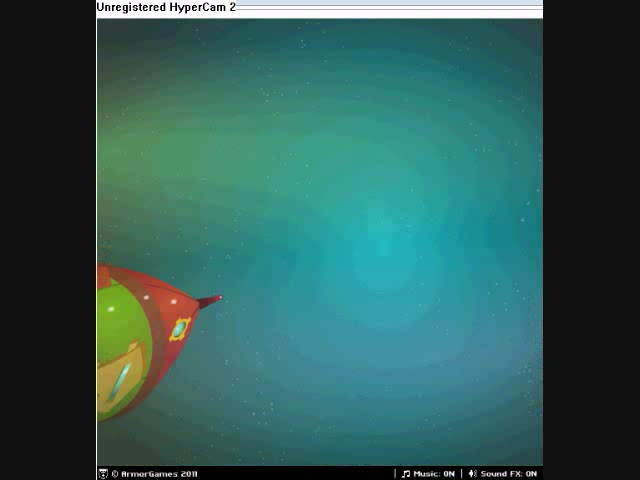 Unregistered HyperCam 2
© ArmorGames 2011
Music: ON
Sound FX: ON